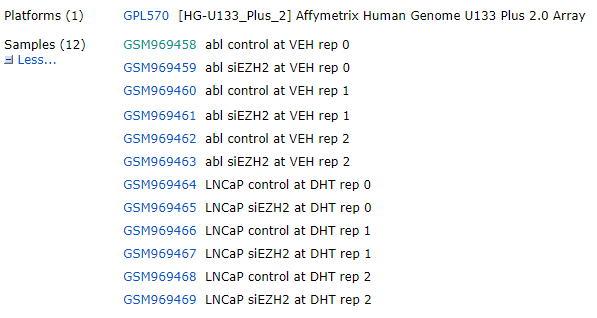 Platforms (1) GPL570 [HG-U133_Plus_2] Affymetrix Human Genome U133 Plus 2.0 Array
Samples (12) GSM969458 abl control at VEH rep 0
Less... GSM969459 abl siEZH2 at VEH rep 0
GSM969460 abl control at VEH rep 1
GSM969461 abl siEZH2 at VEH rep 1
GSM969462 abl control at VEH rep 2
GSM969463 abl siEZH2 at VEH rep 2
GSM969464 LNCaP control at DHT rep 0
GSM969465 LNCaP siEZH2 at DHT rep 0
GSM969466 LNCaP control at DHT rep 1
GSM969467 LNCaP siEZH2 at DHT rep 1
GSM969468 LNCaP control at DHT rep 2
GSM969469 LNCaP siEZH2 at DHT rep 2